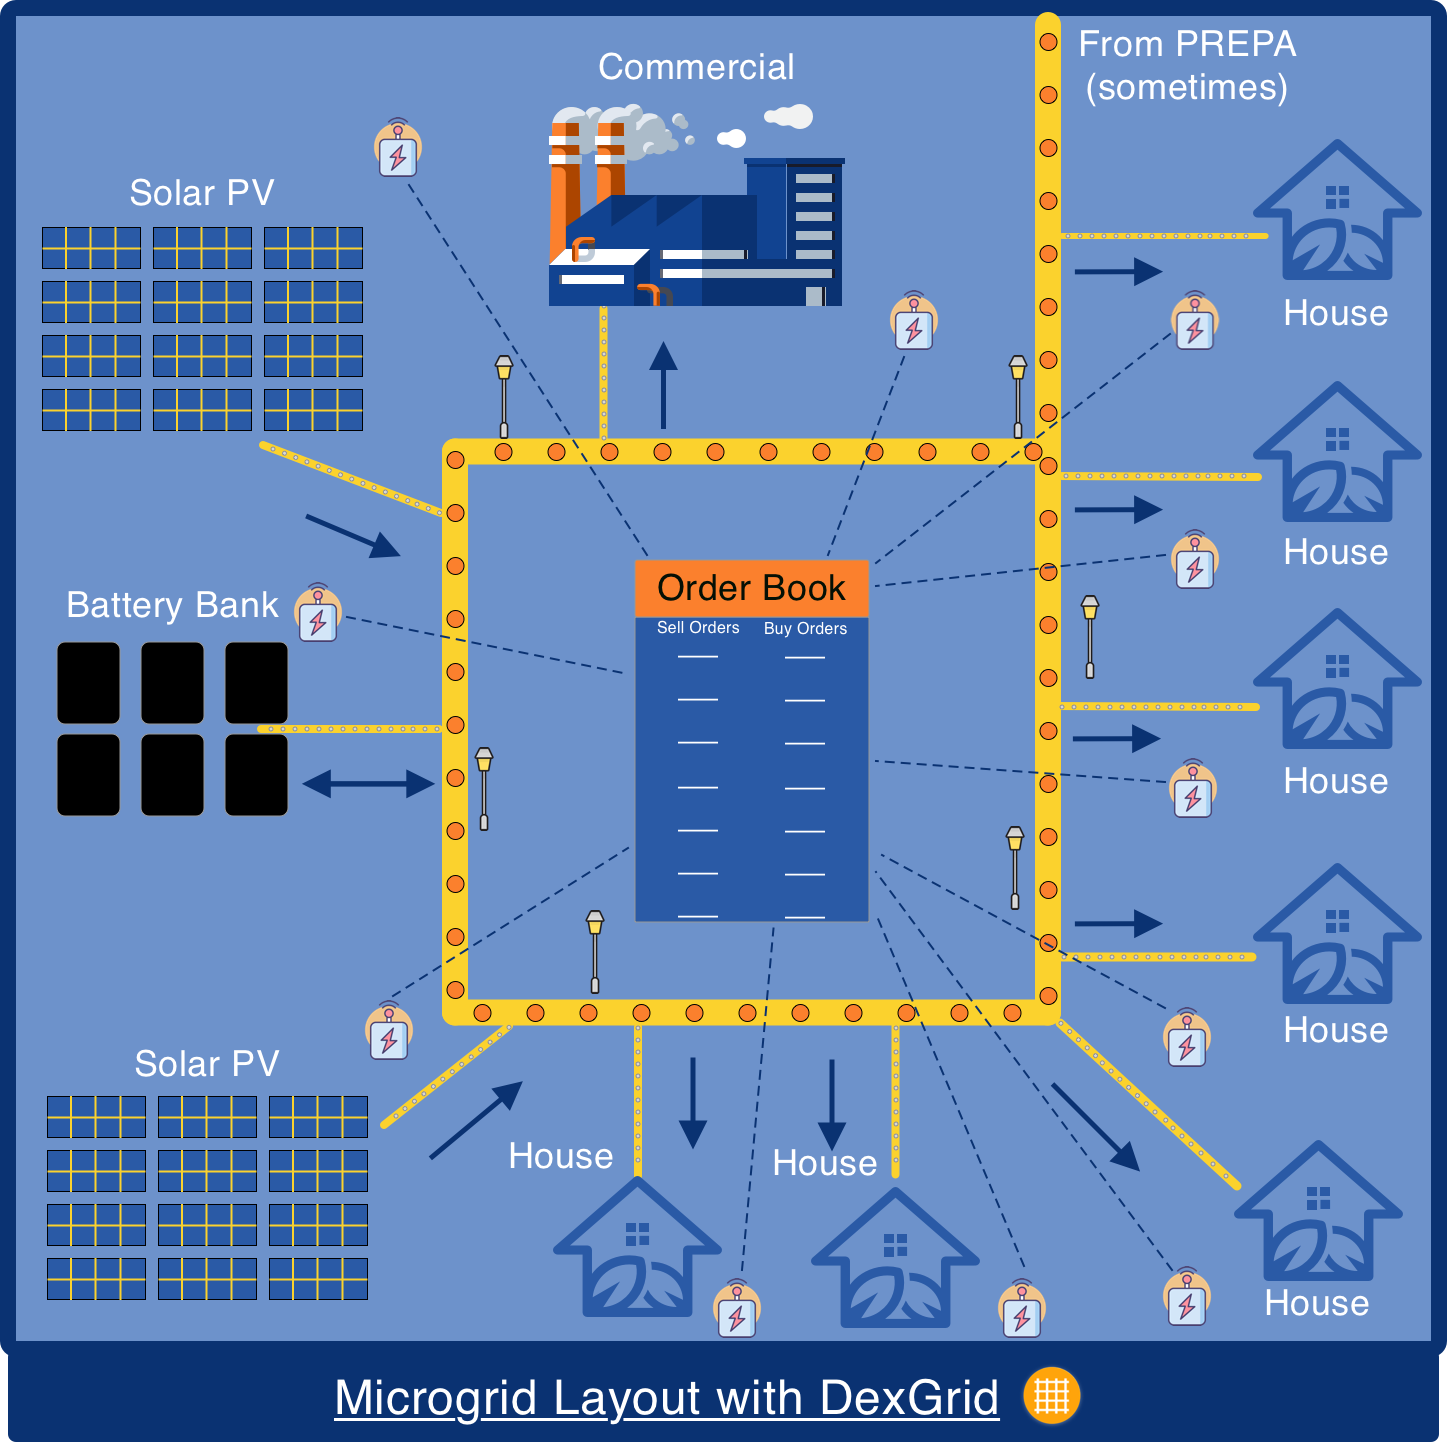 From PREPA
(sometimes)
Commercial
Solar PV
House
House
Order Book
Sell Orders Buy Orders
Battery Bank
House
House
Solar PV
House
House
House
Microgrid Layout with DexGrid